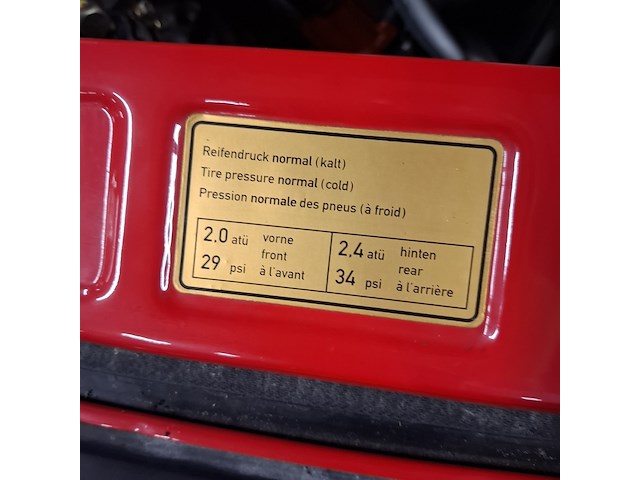 Reifendruck normal (kalt)
Tire pressure normal (cold)
Pression normale des pneus (à froid)
2.0 atü vorne
front
29 psi à l'avant
2.4 atü hinten
rear
34 psi à l'arrière